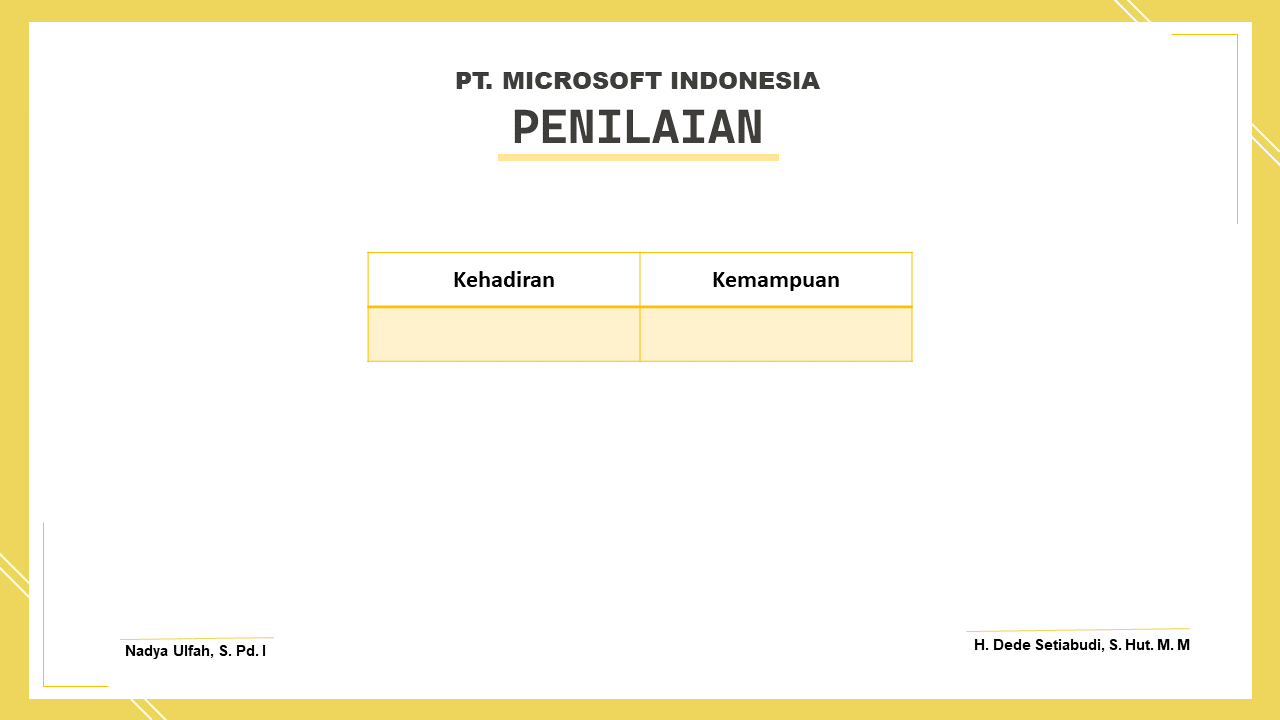 PT. MICROSOFT INDONESIA
PENILAIAN
Kehadiran Kemampuan
Nadya Ulfah, S. Pd. I
H. Dede Setiabudi, S. Hut. M. M